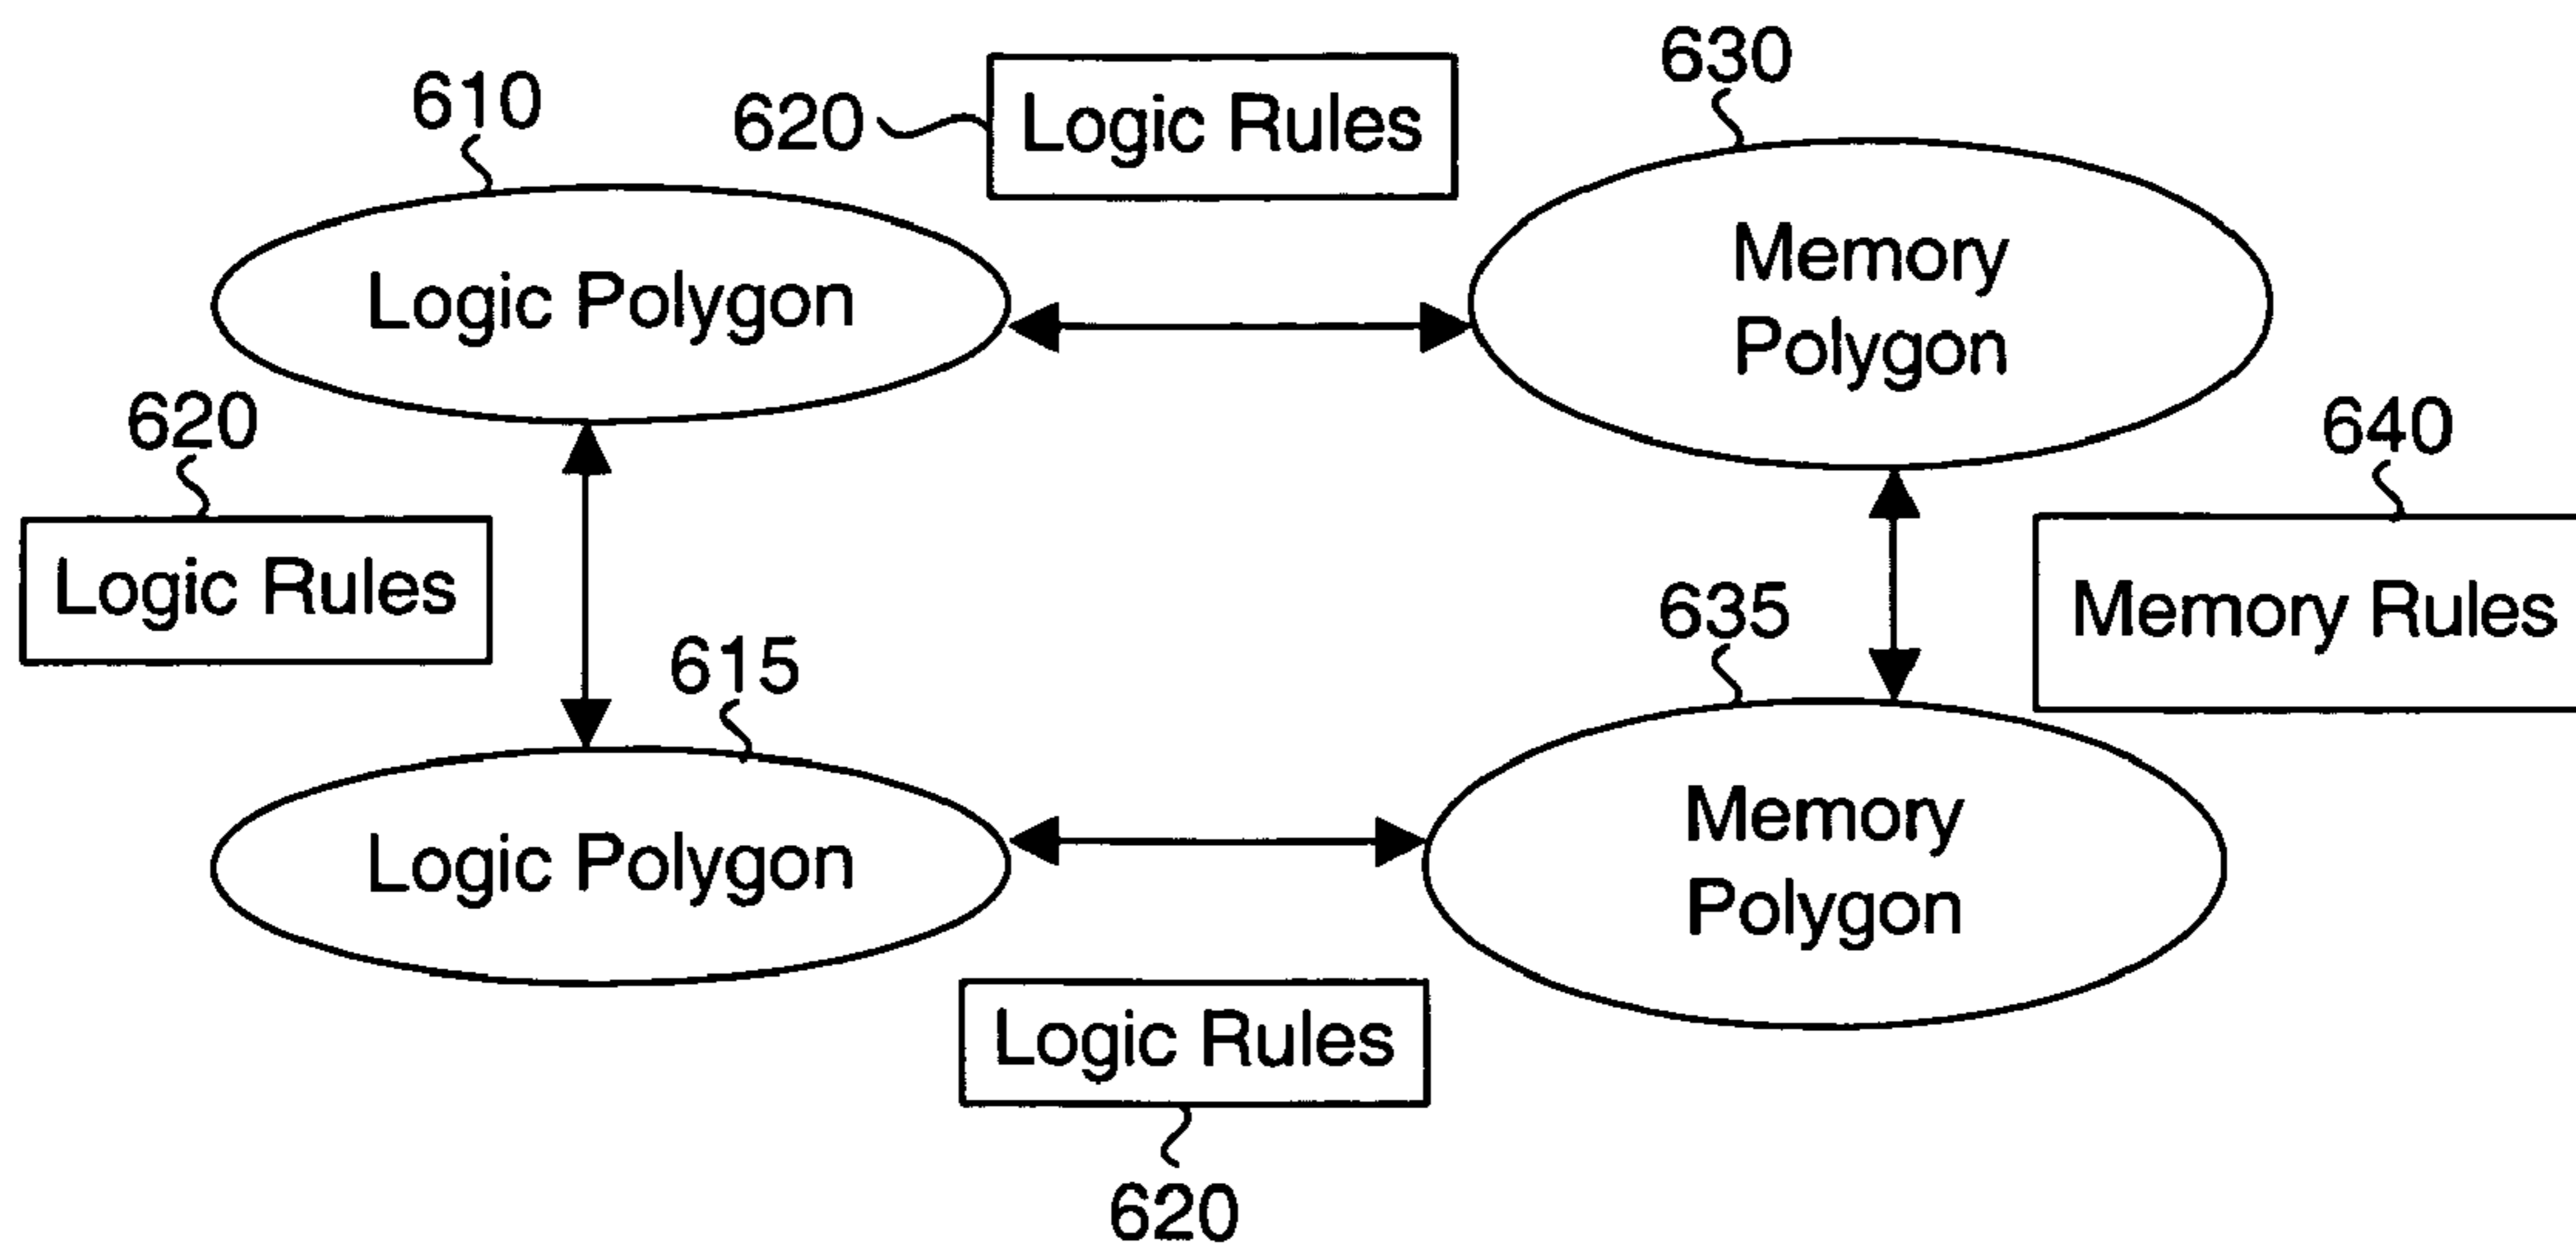 630
610
620
Logic Rules
Memory
Polygon
Logic Polygon
620
640
Logic Rules
Memory Rules
635
615
Memory
Polygon
Logic Polygon
Logic Rules
620